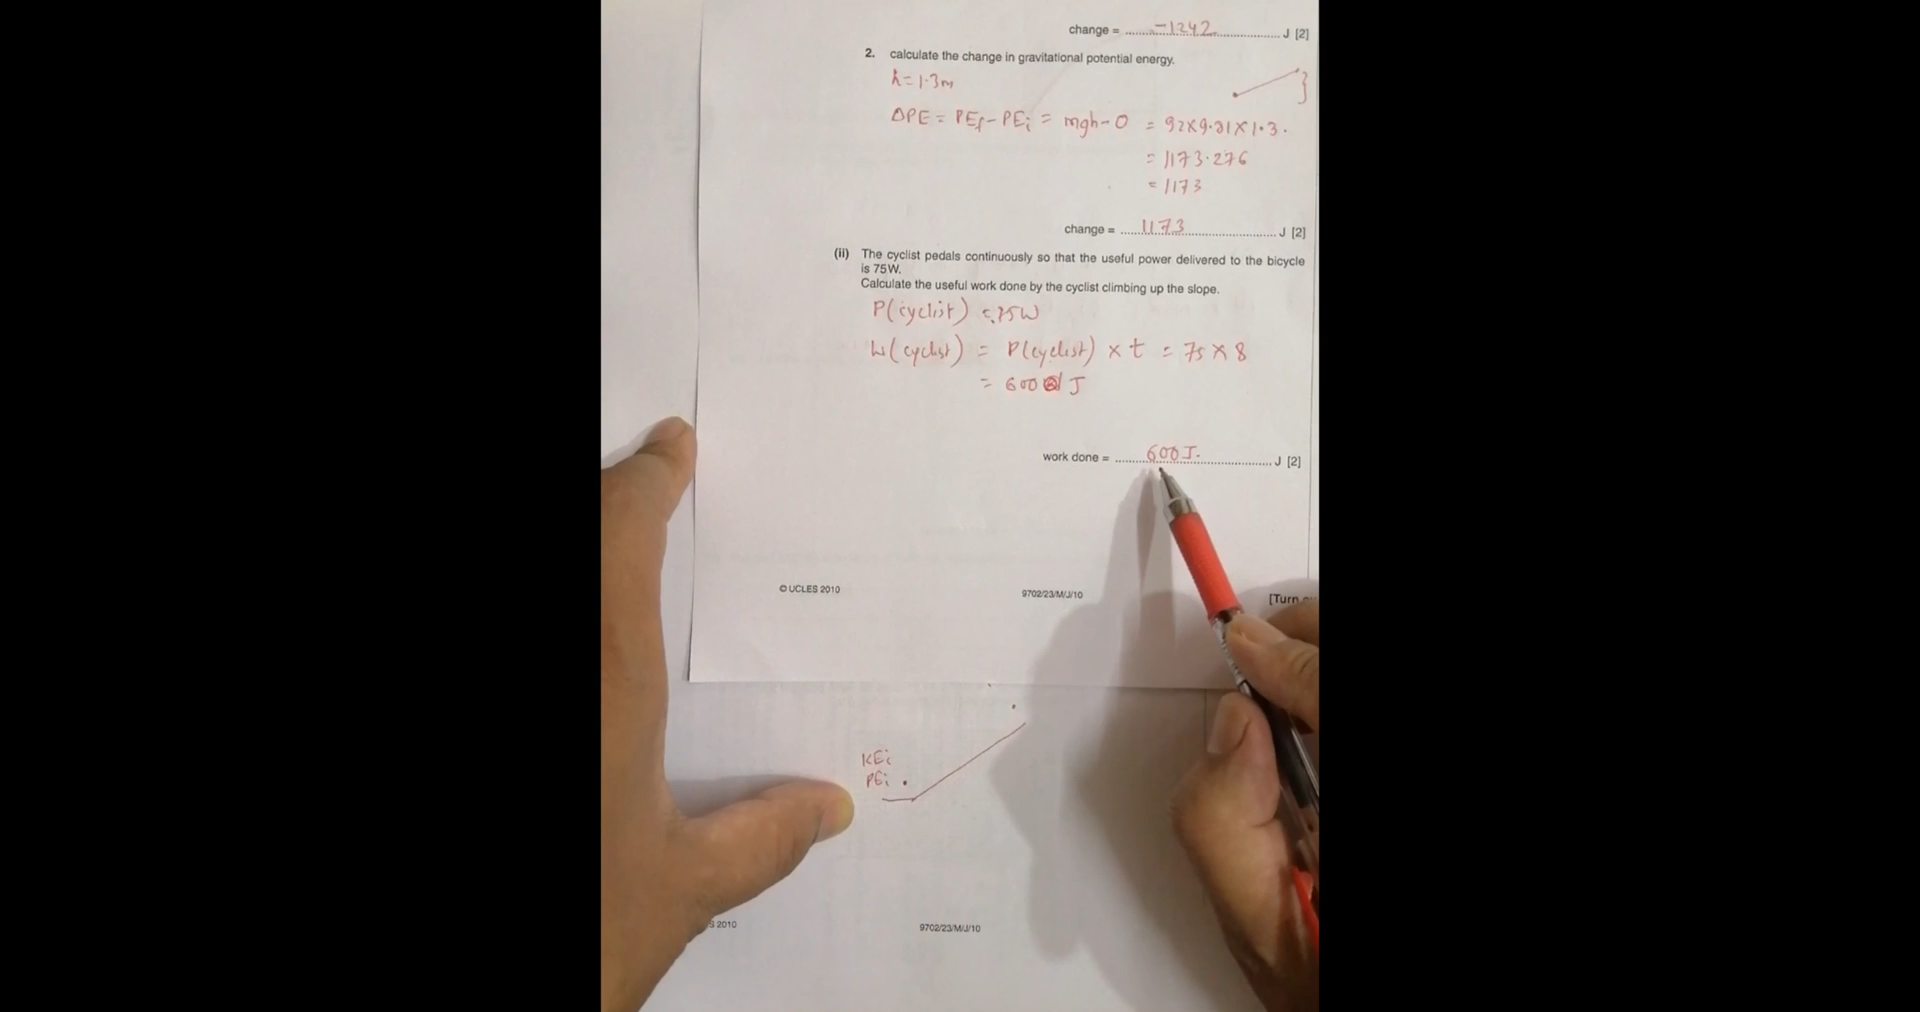 change = -1242 J [2]
2. calculate the change in gravitational potential energy.
h = 1.3m
ΔPE = PEf - PEi = mgh - 0 = 92 x 9.81 x 1.3.
= 1173.276
= 1173
change = 1173 J [2]
(ii) The cyclist pedals continuously so that the useful power delivered to the bicycle
is 75W.
Calculate the useful work done by the cyclist climbing up the slope.
P(cyclist) = 75W
W(cyclist) = P(cyclist) x t = 75 x 8
= 600 J
work done = 600J. J [2]
© UCLES 2010
9702/23/M/J/10
[Turn
KEi
PEi
2010
9702/23/M/J/10